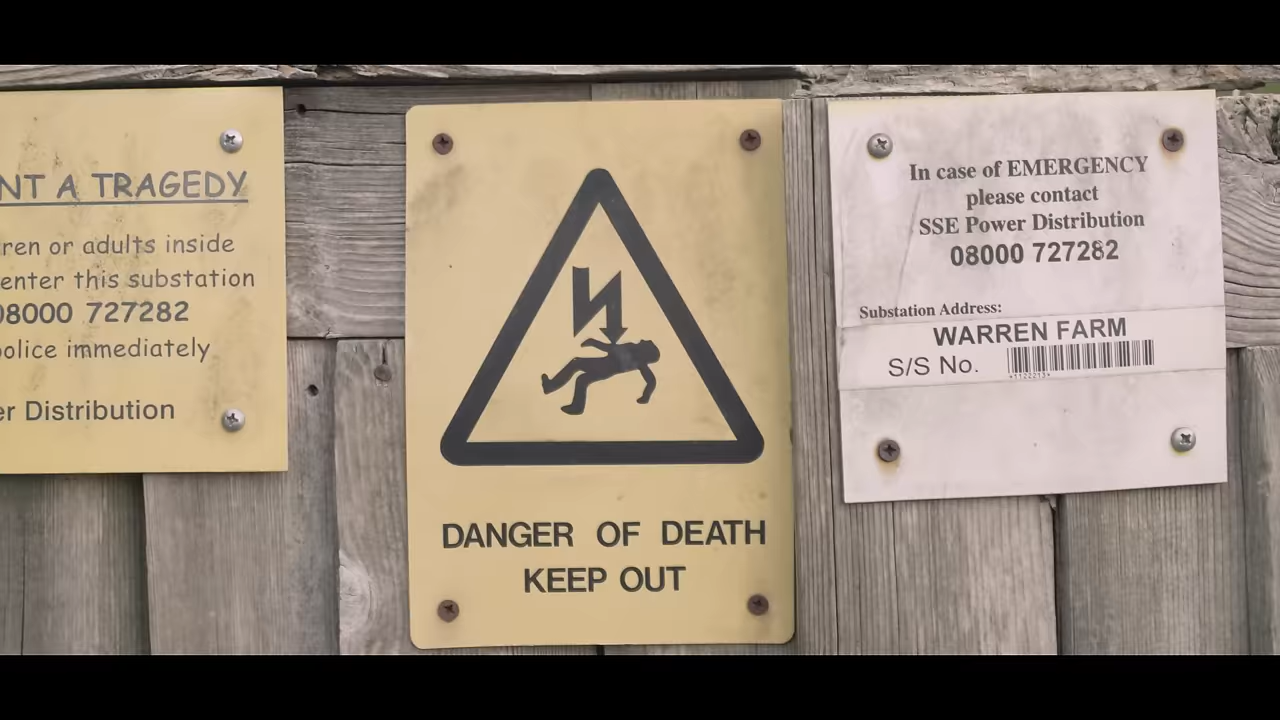 NT A TRAGEDY
ren or adults inside
enter this substation
08000 727282
police immediately
er Distribution
DANGER OF DEATH
KEEP OUT
In case of EMERGENCY
please contact
SSE Power Distribution
08000 727282
Substation Address:
WARREN FARM
S/S No.